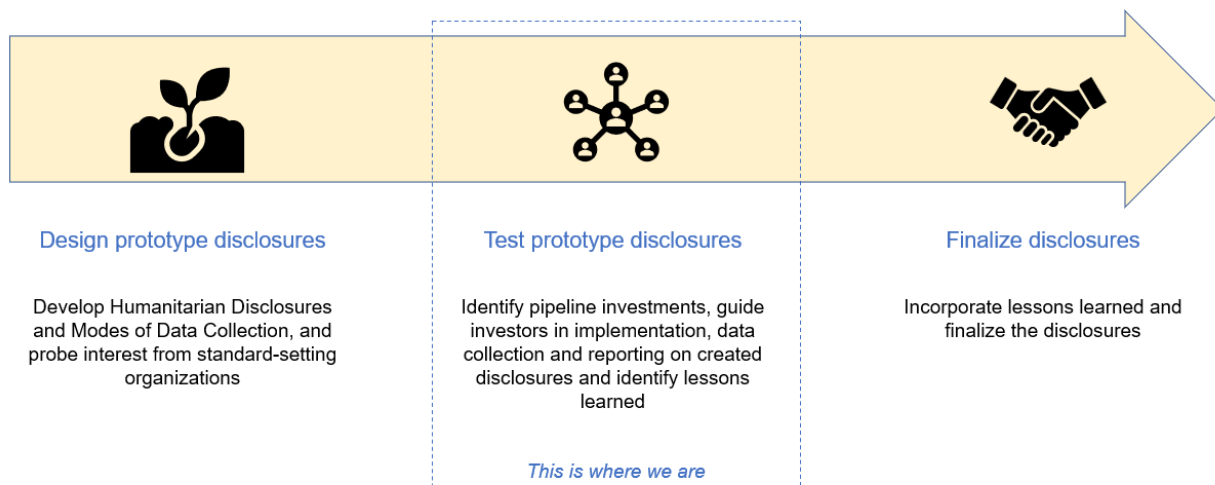 Design prototype disclosures
Develop Humanitarian Disclosures
and Modes of Data Collection, and
probe interest from standard-setting
organizations
Test prototype disclosures
Identify pipeline investments, guide
investors in implementation, data
collection and reporting on created
disclosures and identify lessons
learned
This is where we are
Finalize disclosures
Incorporate lessons learned and
finalize the disclosures